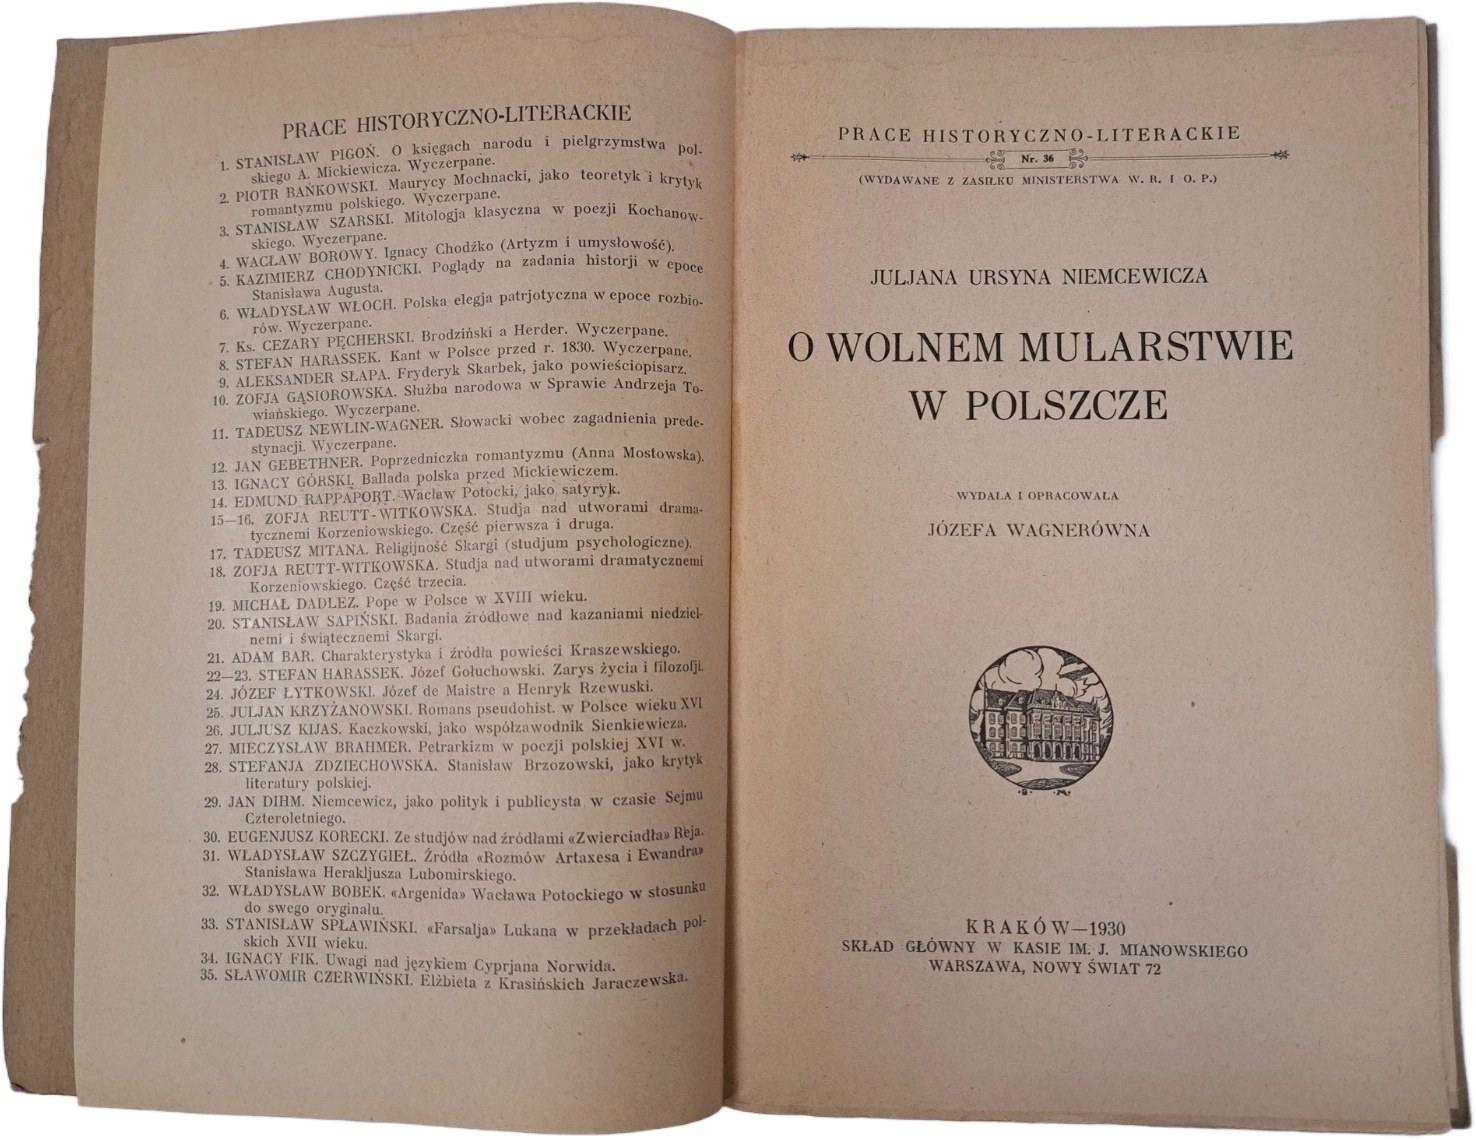 PRACE HISTORYCZNO-LITERACKIE
1. STANISŁAW PIGOŃ. O księgach narodu i pielgrzymstwa pol-
skiego A. Mickiewicza. Wyczerpane.
2. PIOTR BAŃKOWSKI. Maurycy Mochnacki, jako teoretyk i krytyk
romantyzmu polskiego. Wyczerpane.
3. STANISŁAW SZARSKI. Mitologja klasyczna w poezji Kochanow-
skiego. Wyczerpane.
4. WACŁAW BOROWY. Ignacy Chodźko (Artyzm i umysłowość).
5. KAZIMIERZ CHODYNICKI. Poglądy na zadania historji w epoce
Stanisława Augusta.
6. WŁADYSŁAW WŁOCH. Polska elegja patrjotyczna w epoce rozbio-
rów. Wyczerpane.
7. Ks. CEZARY PĘCHERSKI. Brodziński a Herder. Wyczerpane.
8. STEFAN HARASSEK. Kant w Polsce przed r. 1830. Wyczerpane.
9. ALEKSANDER SŁAPA. Fryderyk Skarbek, jako powieściopisarz.
10. ZOFJA GĄSIOROWSKA. Służba narodowa w Sprawie Andrzeja To-
wiańskiego. Wyczerpane.
11. TADEUSZ NEWLIN-WAGNER. Słowacki wobec zagadnienia prede-
stynacji. Wyczerpane.
12. JAN GEBETHNER. Poprzedniczka romantyzmu (Anna Mostowska).
13. IGNACY GÓRSKI. Ballada polska przed Mickiewiczem.
14. EDMUND RAPPAPORT. Wacław Potocki, jako satyryk.
15—16. ZOFJA REUTT-WITKOWSKA. Studja nad utworami drama-
tycznemi Korzeniowskiego. Część pierwsza i druga.
17. TADEUSZ MITANA. Religijność Skargi (studjum psychologiczne).
18. ZOFJA REUTT-WITKOWSKA. Studja nad utworami dramatycznemi
Korzeniowskiego. Część trzecia.
19. MICHAŁ DADLEZ. Pope w Polsce w XVIII wieku.
20. STANISŁAW SAPIŃSKI. Badania źródłowe nad kazaniami niedziel-
nemi i świątecznemi Skargi.
21. ADAM BAR. Charakterystyka i źródła powieści Kraszewskiego.
22—23. STEFAN HARASSEK. Józef Gołuchowski. Zarys życia i filozofji.
24. JÓZEF ŁYTKOWSKI. Józef de Maistre a Henryk Rzewuski.
25. JULJAN KRZYŻANOWSKI. Romans pseudohist. w Polsce wieku XVI
26. JULJUSZ KIJAS. Kaczkowski, jako współzawodnik Sienkiewicza.
27. MIECZYSŁAW BRAHMER. Petrarkizm w poezji polskiej XVI w.
28. STEFANJA ZDZIECHOWSKA. Stanisław Brzozowski, jako krytyk
literatury polskiej.
29. JAN DIHM. Niemcewicz, jako polityk i publicysta w czasie Sejmu
Czteroletniego.
30. EUGENJUSZ KORECKI. Ze studjów nad źródłami «Zwierciadła» Reja.
31. WŁADYSŁAW SZCZYGIEŁ. Źródła «Rozmów Artaxesa i Ewandra»
Stanisława Herakljusza Lubomirskiego.
32. WŁADYSŁAW BOBEK. «Argenida» Wacława Potockiego w stosunku
do swego oryginału.
33. STANISŁAW SPŁAWIŃSKI. «Farsalja» Lukana w przekładach pol-
skich XVII wieku.
34. IGNACY FIK. Uwagi nad językiem Cyprjana Norwida.
35. SŁAWOMIR CZERWIŃSKI. Elżbieta z Krasińskich Jaraczewska.
PRACE HISTORYCZNO-LITERACKIE
Nr. 36
(WYDAWANE Z ZASIŁKU MINISTERSTWA W. R. I O. P.)
JULJANA URSYNA NIEMCEWICZA
O WOLNEM MULARSTWIE
W POLSZCZE
WYDAŁA I OPRACOWAŁA
JÓZEFA WAGNERÓWNA
KRAKÓW—1930
SKŁAD GŁÓWNY W KASIE IM. J. MIANOWSKIEGO
WARSZAWA, NOWY ŚWIAT 72